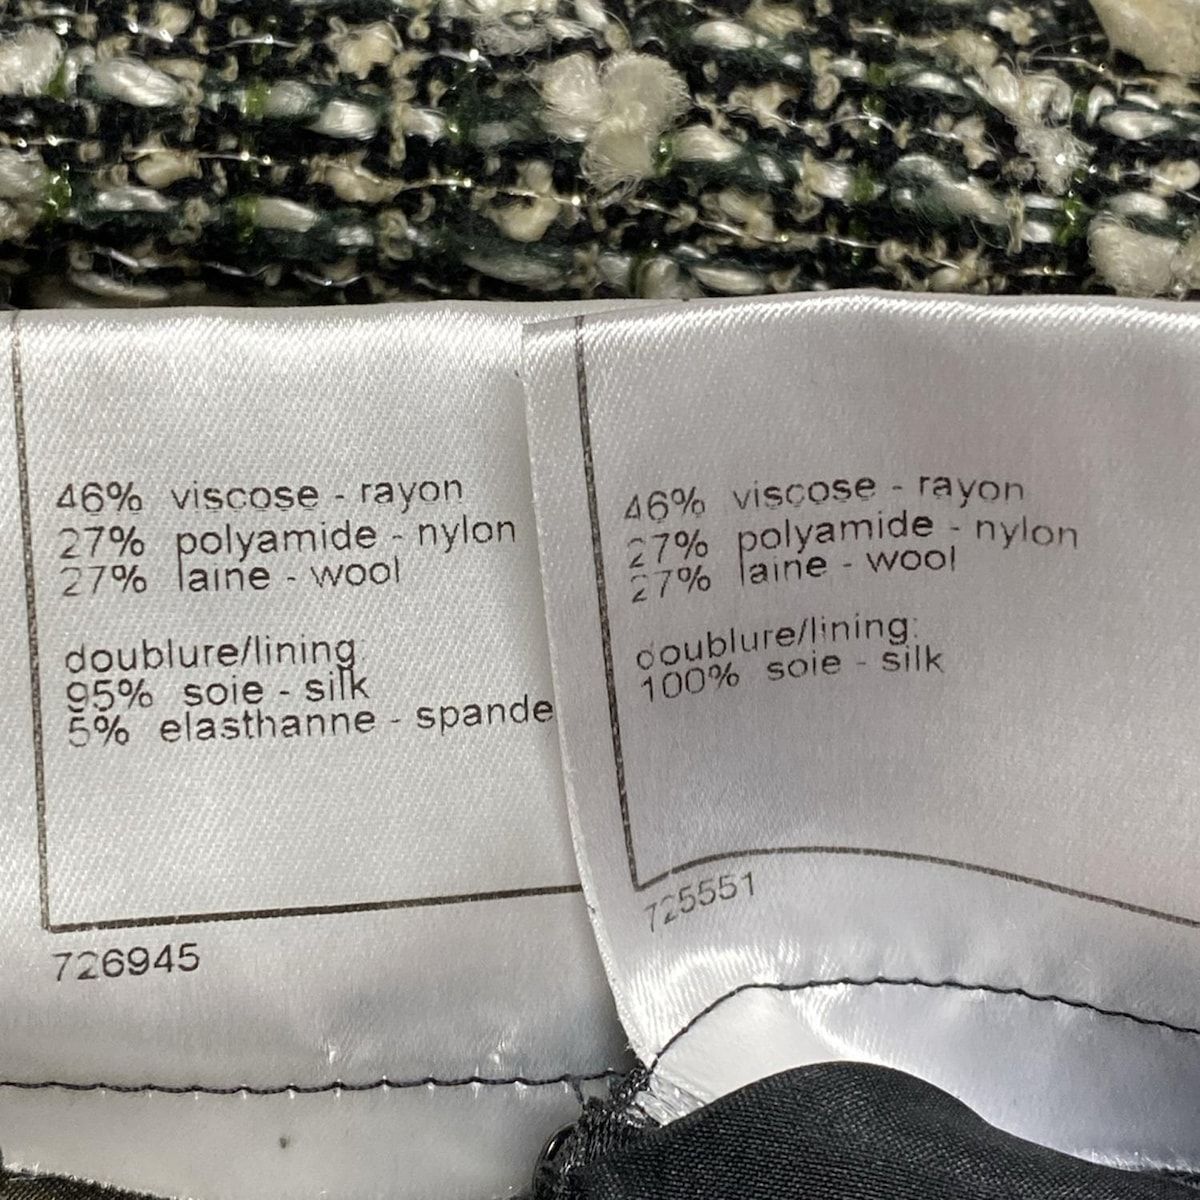 46% viscose - rayon
27% polyamide - nylon
27% laine - wool
doublure/lining:
95% soie - silk
5% elasthanne - spande
726945
46% viscose - rayon
27% polyamide - nylon
27% laine - wool
doublure/lining:
100% soie - silk
725551